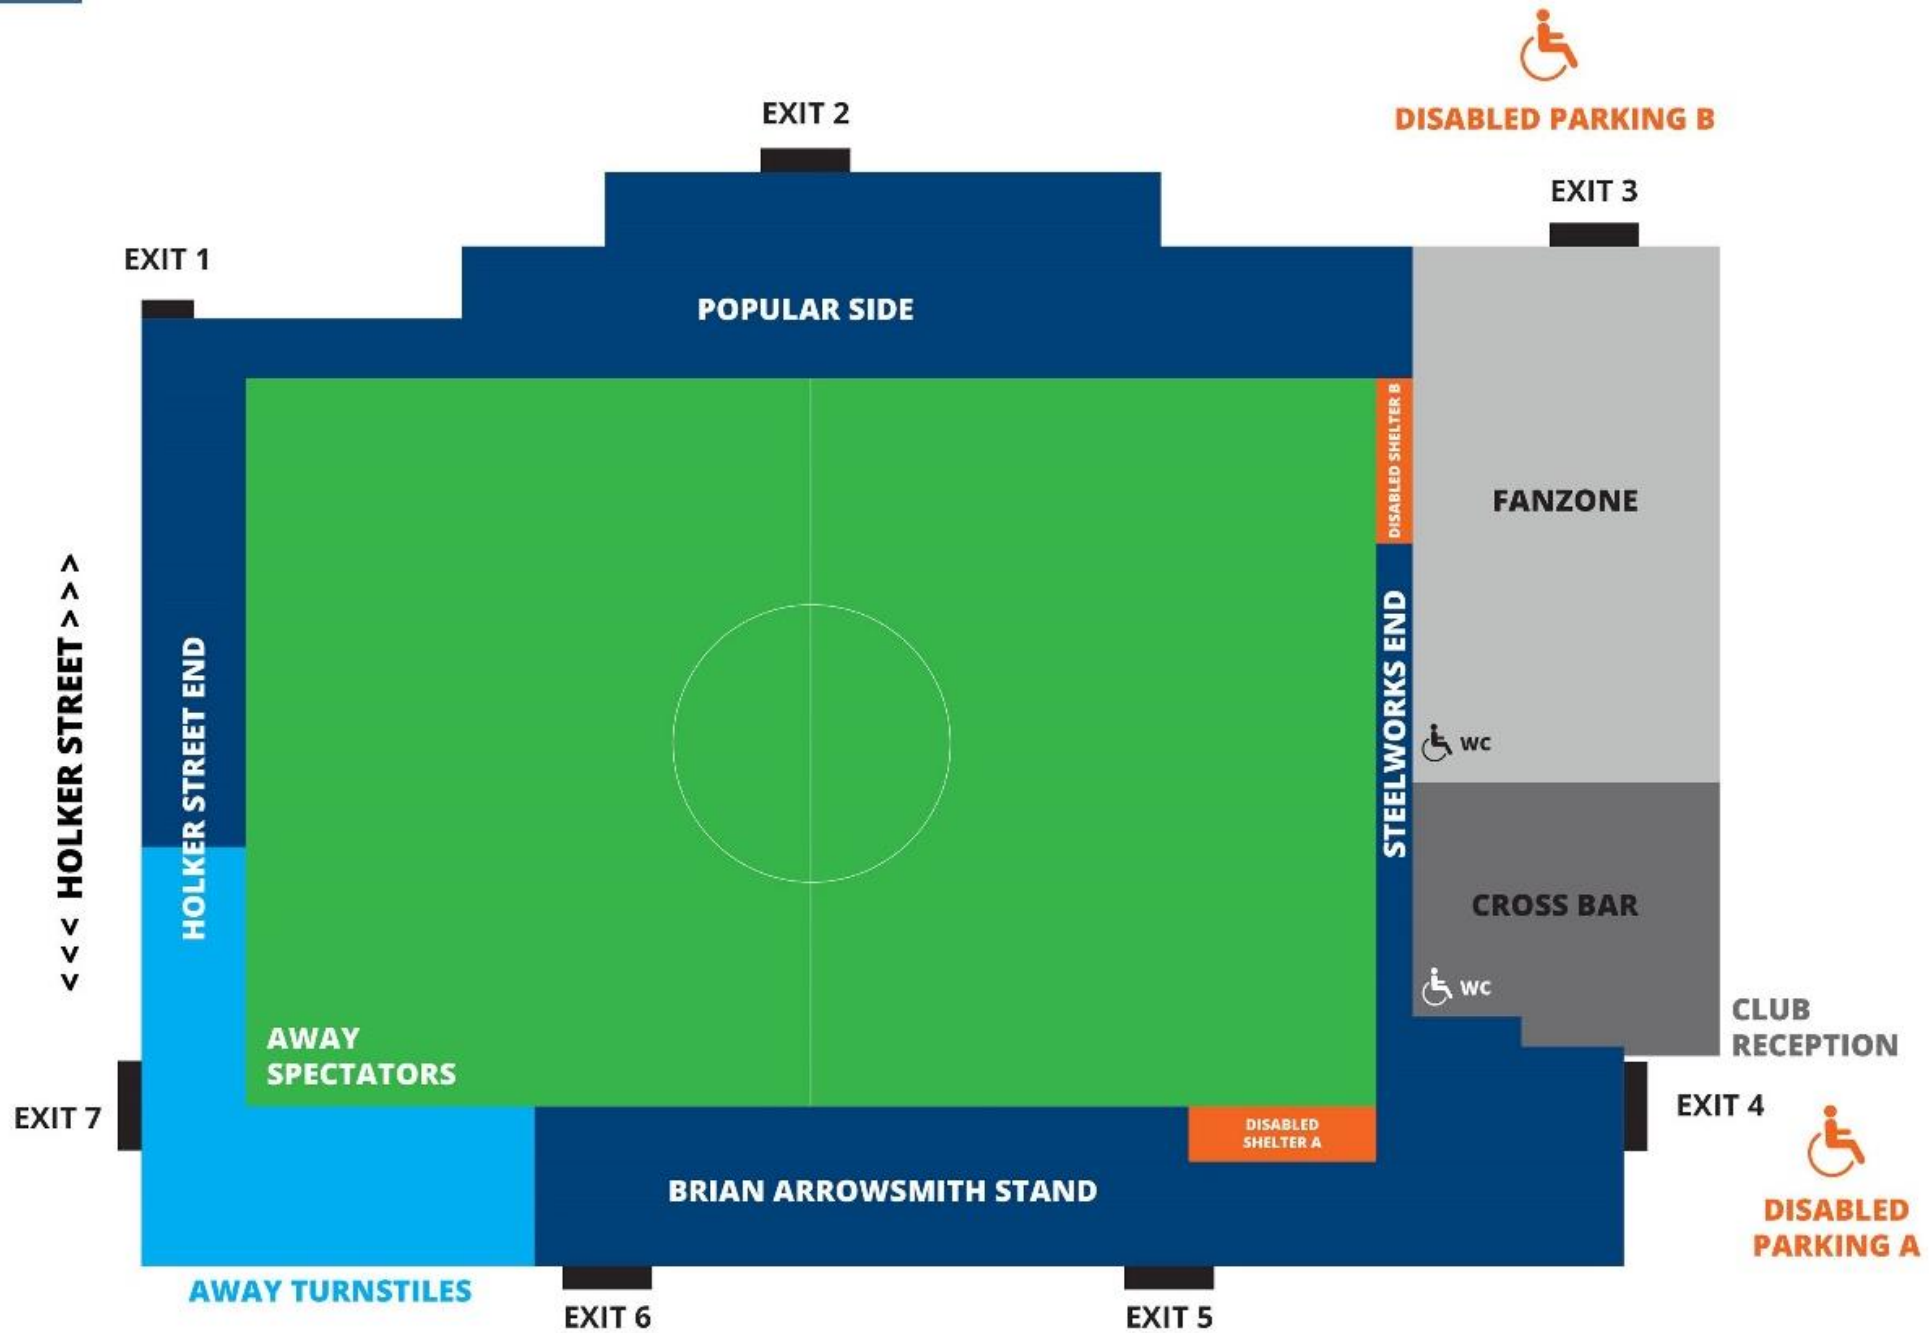 DISABLED PARKING B
EXIT 2
EXIT 3
EXIT 1
POPULAR SIDE
DISABLED SHELTER B
FANZONE
<<< HOLKER STREET >>>
HOLKER STREET END
STEELWORKS END
WC
CROSS BAR
WC
CLUB
RECEPTION
AWAY
SPECTATORS
EXIT 7
EXIT 4
DISABLED
SHELTER A
BRIAN ARROWSMITH STAND
DISABLED
PARKING A
AWAY TURNSTILES
EXIT 6
EXIT 5